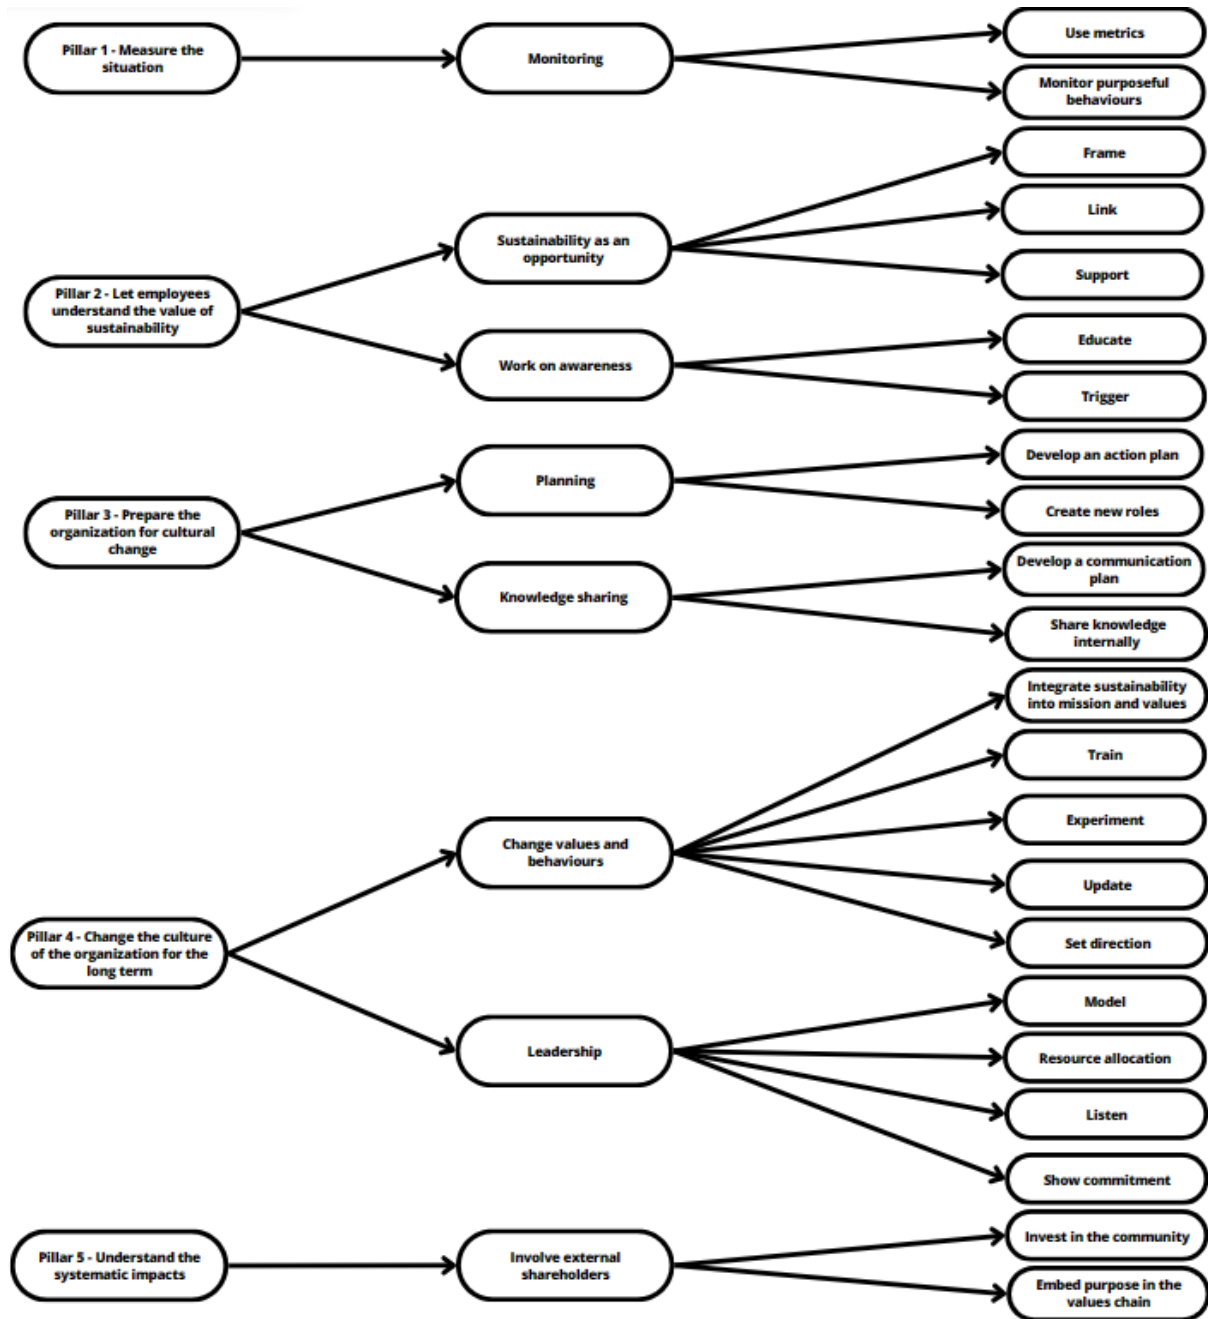 Pillar 1 - Measure the
situation
Monitoring
Use metrics
Monitor purposeful
behaviours
Pillar 2 - Let employees
understand the value of
sustainability
Sustainability as an
opportunity
Frame
Link
Support
Work on awareness
Educate
Trigger
Pillar 3 - Prepare the
organization for cultural
change
Planning
Develop an action plan
Create new roles
Knowledge sharing
Develop a communication
plan
Share knowledge
internally
Pillar 4 - Change the culture
of the organization for the
long term
Change values and
behaviours
Integrate sustainability
into mission and values
Train
Experiment
Update
Set direction
Leadership
Model
Resource allocation
Listen
Show commitment
Pillar 5 - Understand the
systematic impacts
Involve external
shareholders
Invest in the community
Embed purpose in the
values chain